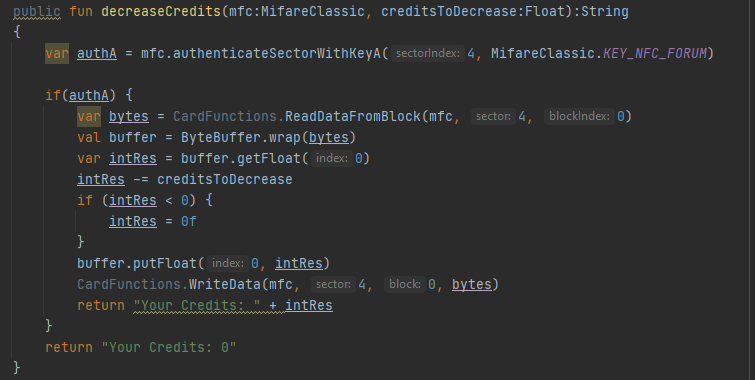 public fun decreaseCredits(mfc:MifareClassic, creditsToDecrease:Float):String
{
var authA = mfc.authenticateSectorWithKeyA( sectorIndex: 4, MifareClassic.KEY_NFC_FORUM)
if(authA) {
var bytes = CardFunctions.ReadDataFromBlock(mfc, sector: 4, blockIndex: 0)
val buffer = ByteBuffer.wrap(bytes)
var intRes = buffer.getFloat( index: 0)
intRes -= creditsToDecrease
if (intRes < 0) {
intRes = 0f
}
buffer.putFloat( index: 0, intRes)
CardFunctions.WriteData(mfc, sector: 4, block: 0, bytes)
return "Your Credits: " + intRes
}
return "Your Credits: 0"
}